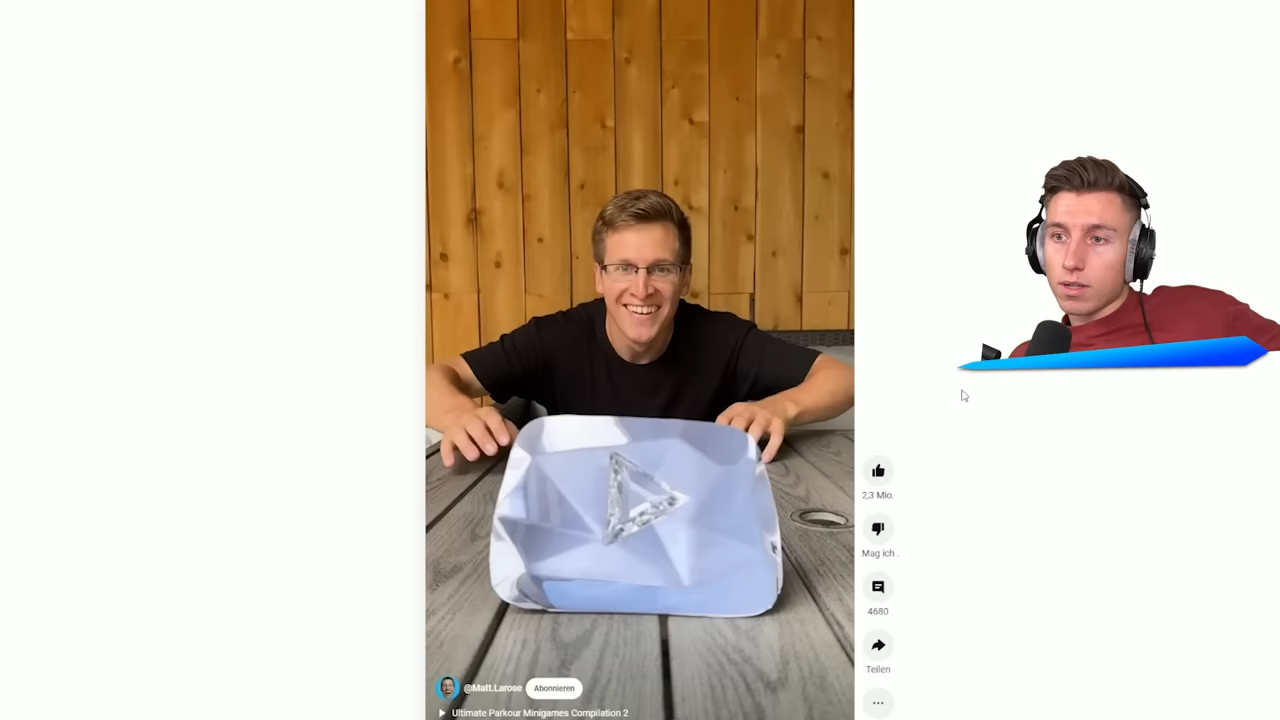 2,3 Mio.
Mag ich .
4680
Teilen
@Matt.Larose Abonnieren
Ultimate Parkour Minigames Compilation 2